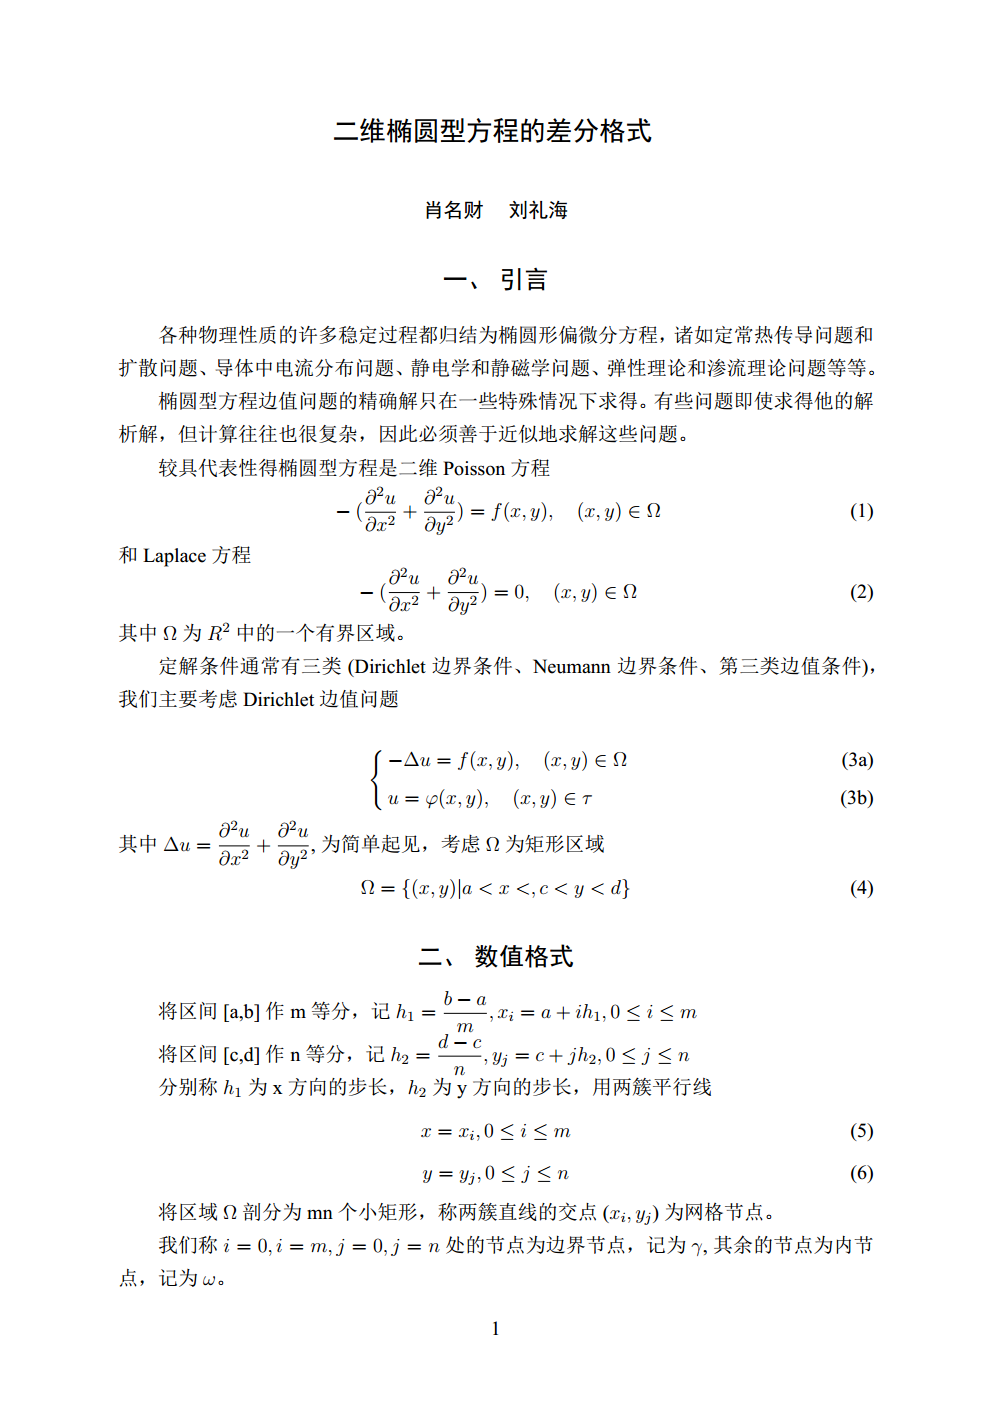 二维椭圆型方程的差分格式
肖名财 刘礼海
一、 引言
各种物理性质的许多稳定过程都归结为椭圆形偏微分方程，诸如定常热传导问题和
扩散问题、导体中电流分布问题、静电学和静磁学问题、弹性理论和渗流理论问题等等。
椭圆型方程边值问题的精确解只在一些特殊情况下求得。有些问题即使求得他的解
析解，但计算往往也很复杂，因此必须善于近似地求解这些问题。
较具代表性得椭圆型方程是二维 Poisson 方程
$-(\frac{\partial^2 u}{\partial x^2} + \frac{\partial^2 u}{\partial y^2}) = f(x, y), \quad (x, y) \in \Omega$ (1)
和 Laplace 方程
$-(\frac{\partial^2 u}{\partial x^2} + \frac{\partial^2 u}{\partial y^2}) = 0, \quad (x, y) \in \Omega$ (2)
其中 Ω 为 $R^2$ 中的一个有界区域。
定解条件通常有三类 (Dirichlet 边界条件、Neumann 边界条件、第三类边值条件)，
我们主要考虑 Dirichlet 边值问题
$-\Delta u = f(x, y), \quad (x, y) \in \Omega$ (3a)
$u = \varphi(x, y), \quad (x, y) \in \tau$ (3b)
其中 $\Delta u = \frac{\partial^2 u}{\partial x^2} + \frac{\partial^2 u}{\partial y^2}$, 为简单起见，考虑 Ω 为矩形区域
$\Omega = \{(x, y)|a < x <, c < y < d\}$ (4)
二、 数值格式
将区间 [a,b] 作 m 等分，记 $h_1 = \frac{b-a}{m}, x_i = a + ih_1, 0 \le i \le m$
将区间 [c,d] 作 n 等分，记 $h_2 = \frac{d-c}{n}, y_j = c + jh_2, 0 \le j \le n$
分别称 $h_1$ 为 x 方向的步长，$h_2$ 为 y 方向的步长，用两簇平行线
$x = x_i, 0 \le i \le m$ (5)
$y = y_j, 0 \le j \le n$ (6)
将区域 Ω 剖分为 mn 个小矩形，称两簇直线的交点 $(x_i, y_j)$ 为网格节点。
我们称 $i = 0, i = m, j = 0, j = n$ 处的节点为边界节点，记为 γ, 其余的节点为内节
点，记为 ω。
1